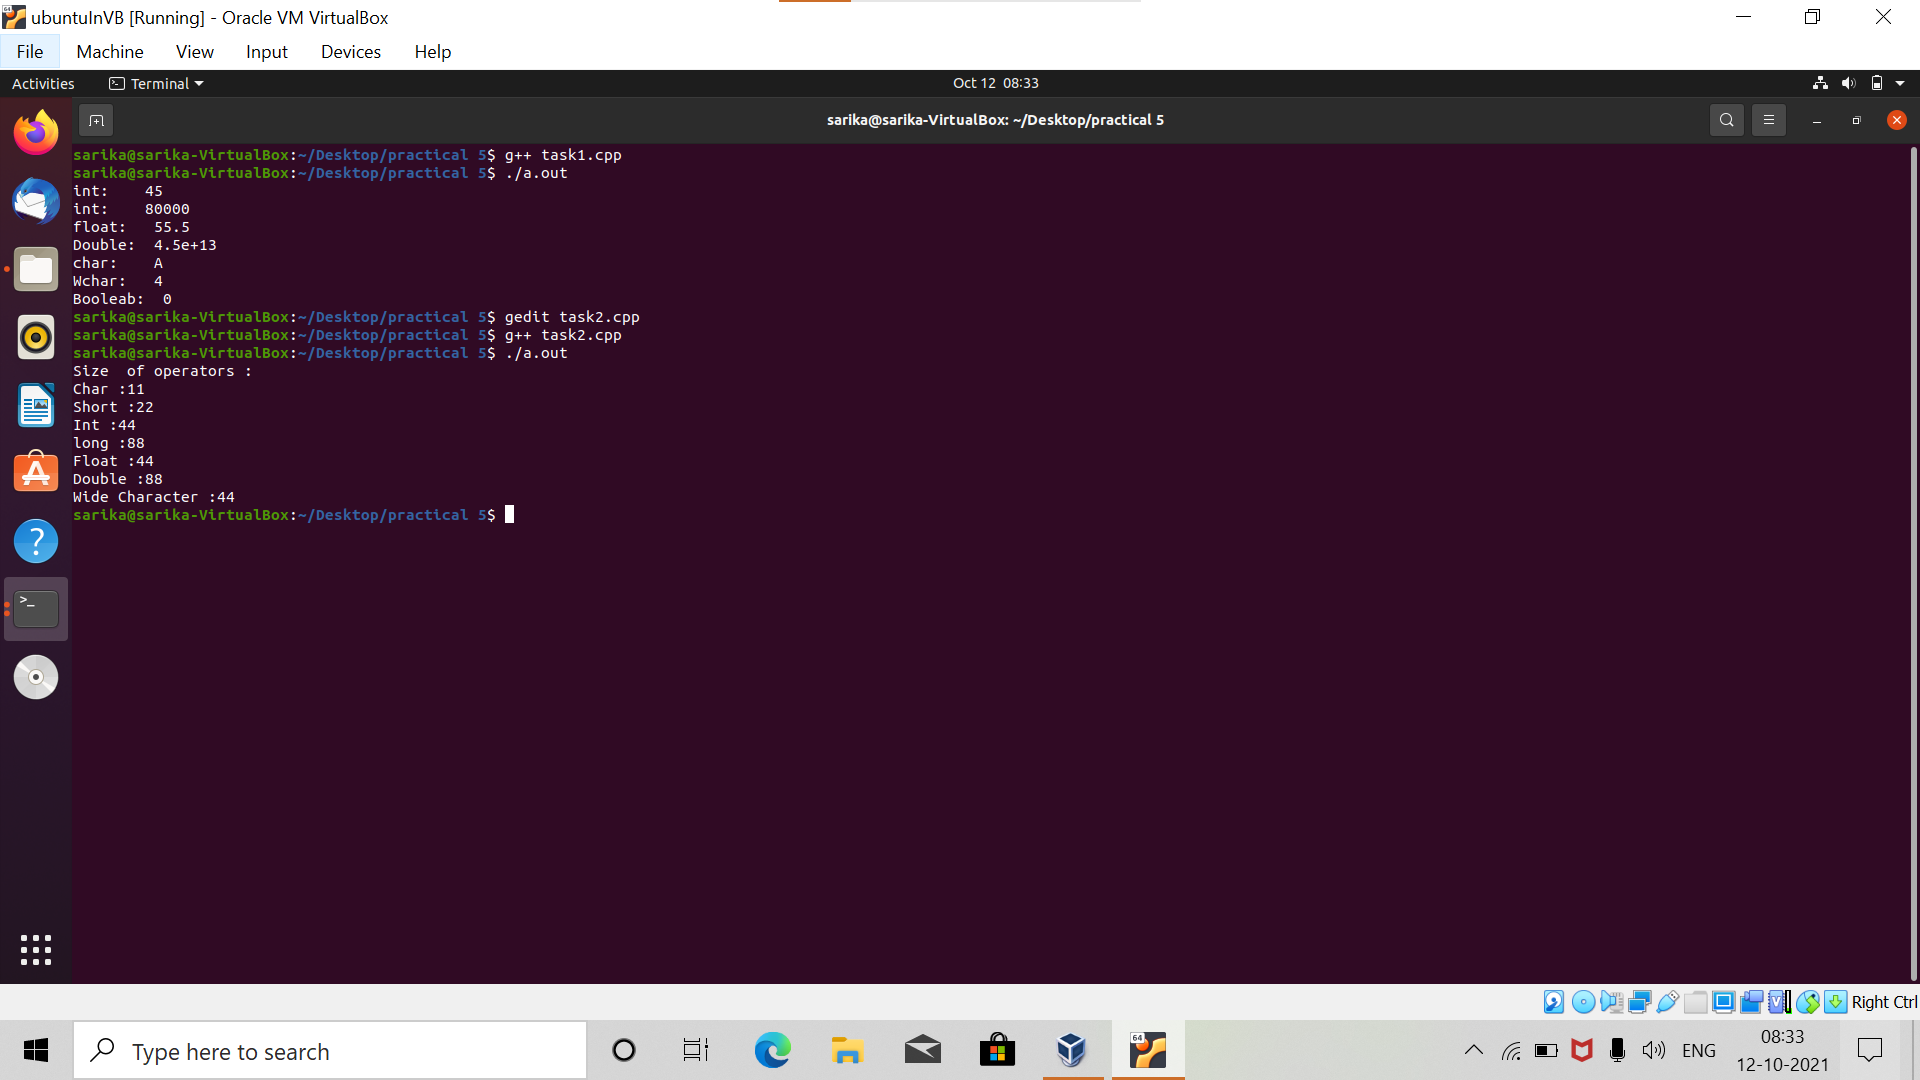 ubuntuInVB [Running] - Oracle VM VirtualBox
File Machine View Input Devices Help
Activities Terminal Oct 12 08:33
sarika@sarika-VirtualBox: ~/Desktop/practical 5
sarika@sarika-VirtualBox:~/Desktop/practical 5$ g++ task1.cpp
sarika@sarika-VirtualBox:~/Desktop/practical 5$ ./a.out
int:    45
int:    80000
float:   55.5
Double:  4.5e+13
char:    A
Wchar:   4
Booleab:  0
sarika@sarika-VirtualBox:~/Desktop/practical 5$ gedit task2.cpp
sarika@sarika-VirtualBox:~/Desktop/practical 5$ g++ task2.cpp
sarika@sarika-VirtualBox:~/Desktop/practical 5$ ./a.out
Size  of operators :
Char :11
Short :22
Int :44
long :88
Float :44
Double :88
Wide Character :44
sarika@sarika-VirtualBox:~/Desktop/practical 5$
Right Ctrl
Type here to search
ENG
08:33
12-10-2021